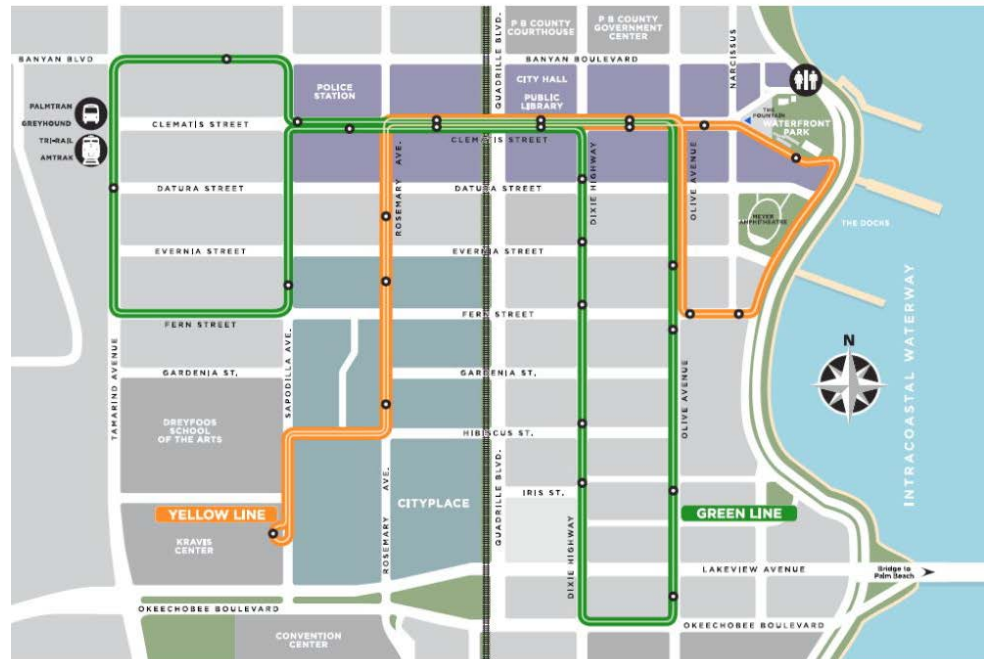 P B COUNTY
COURTHOUSE
P B COUNTY
GOVERNMENT
CENTER
QUADRILLE BLVD.
NARCISSUS
BANYAN BLVD
BANYAN BOULEVARD
POLICE
STATION
CITY HALL
PUBLIC
LIBRARY
PALMTRAN
GREYHOUND
TRI-RAIL
AMTRAK
THE
FOUNTAIN
WATERFRONT
PARK
CLEMATIS STREET
CLEMATIS STREET
ROSEMARY AVE.
DIXIE HIGHWAY
OLIVE AVENUE
DATURA STREET
DATURA STREET
MEYER
AMPHITHEATRE
THE DOCKS
EVERNIA STREET
EVERNIA STREET
INTRACOASTAL WATERWAY
FERN STREET
FERN STREET
N
TAMARIND AVENUE
SAPODILLA AVE.
GARDENIA ST.
GARDENIA ST.
OLIVE AVENUE
DREYFOOS
SCHOOL
OF THE ARTS
HIBISCUS ST.
QUADRILLE BLVD.
ROSEMARY AVE.
CITYPLACE
IRIS ST.
YELLOW LINE
GREEN LINE
KRAVIS
CENTER
DIXIE HIGHWAY
LAKEVIEW AVENUE
Bridge to
Palm Beach
OKEECHOBEE BOULEVARD
OKEECHOBEE BOULEVARD
CONVENTION
CENTER